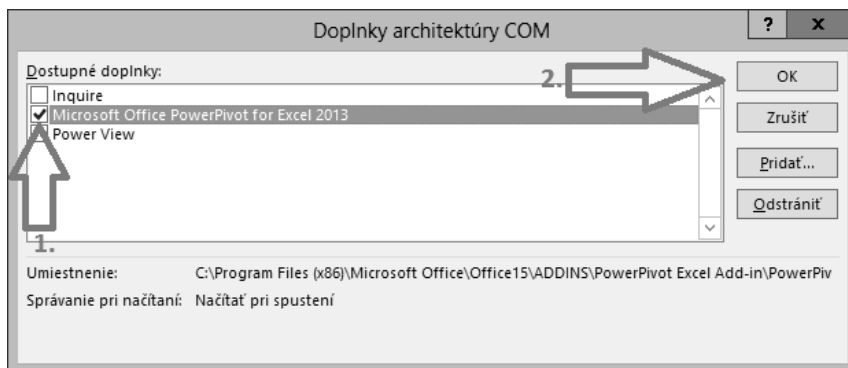 Doplnky architektúry COM
? x
Dostupné doplnky:
2.
OK
Inquire
Microsoft Office PowerPivot for Excel 2013
Zrušiť
Power View
Pridať...
Odstrániť
1.
Umiestnenie: C:\Program Files (x86)\Microsoft Office\Office15\ADDINS\PowerPivot Excel Add-in\PowerPiv
Správanie pri načítaní: Načítať pri spustení